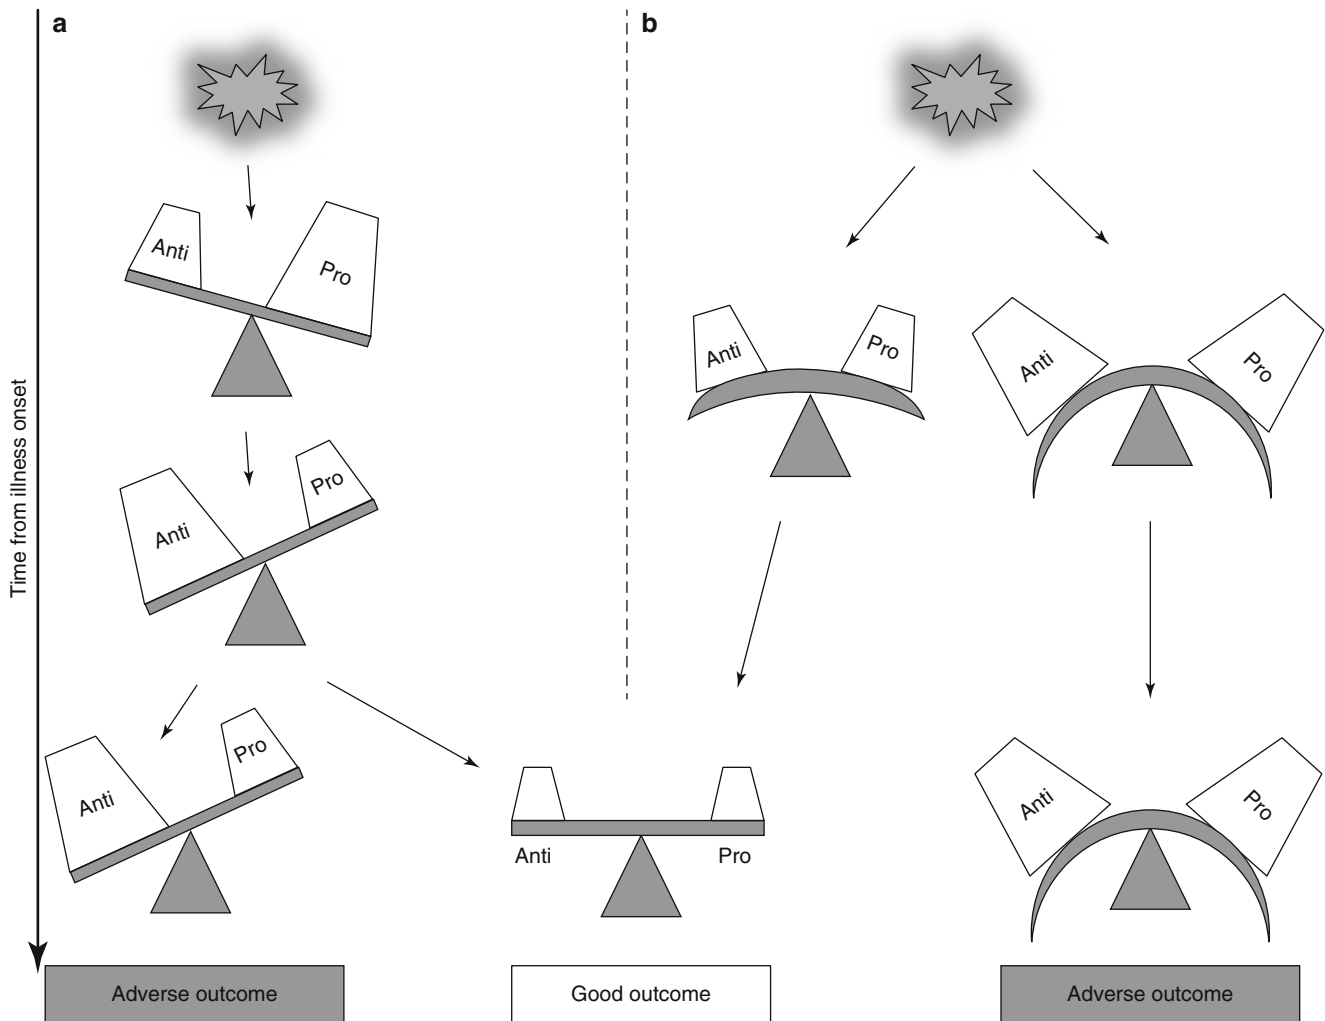 a
b
Time from illness onset
Anti
Pro
Anti
Pro
Anti
Pro
Anti
Pro
Anti
Pro
Anti
Pro
Anti
Pro
Adverse outcome
Good outcome
Adverse outcome